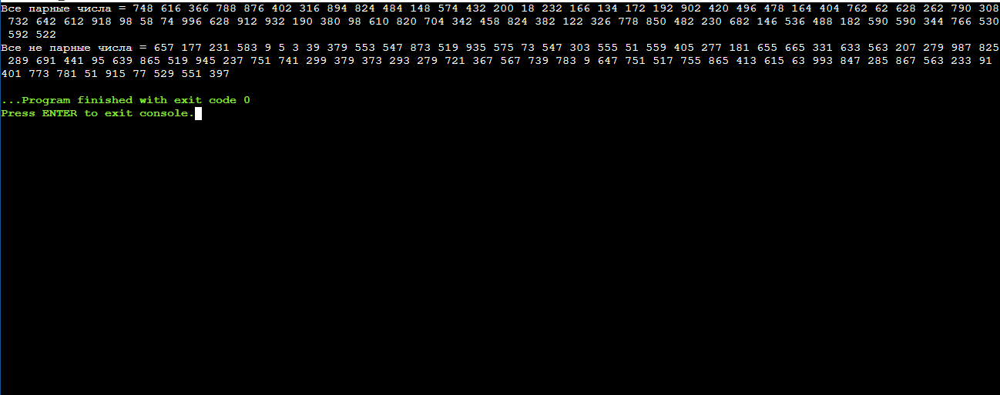 Все парные числа = 748 616 366 788 876 402 316 894 824 484 148 574 432 200 18 232 166 134 172 192 902 420 496 478 164 404 762 62 628 262 790 308
732 642 612 918 98 58 74 996 628 912 932 190 380 98 610 820 704 342 458 824 382 122 326 778 850 482 230 682 146 536 488 182 590 590 344 766 530
592 522
Все не парные числа = 657 177 231 583 9 5 3 39 379 553 547 873 519 935 575 73 547 303 555 51 559 405 277 181 655 665 331 633 563 207 279 987 825
289 691 441 95 639 865 519 945 237 751 741 299 379 373 293 279 721 367 567 739 783 9 647 751 517 755 865 413 615 63 993 847 285 867 563 233 91
401 773 781 51 915 77 529 551 397
...Program finished with exit code 0
Press ENTER to exit console.